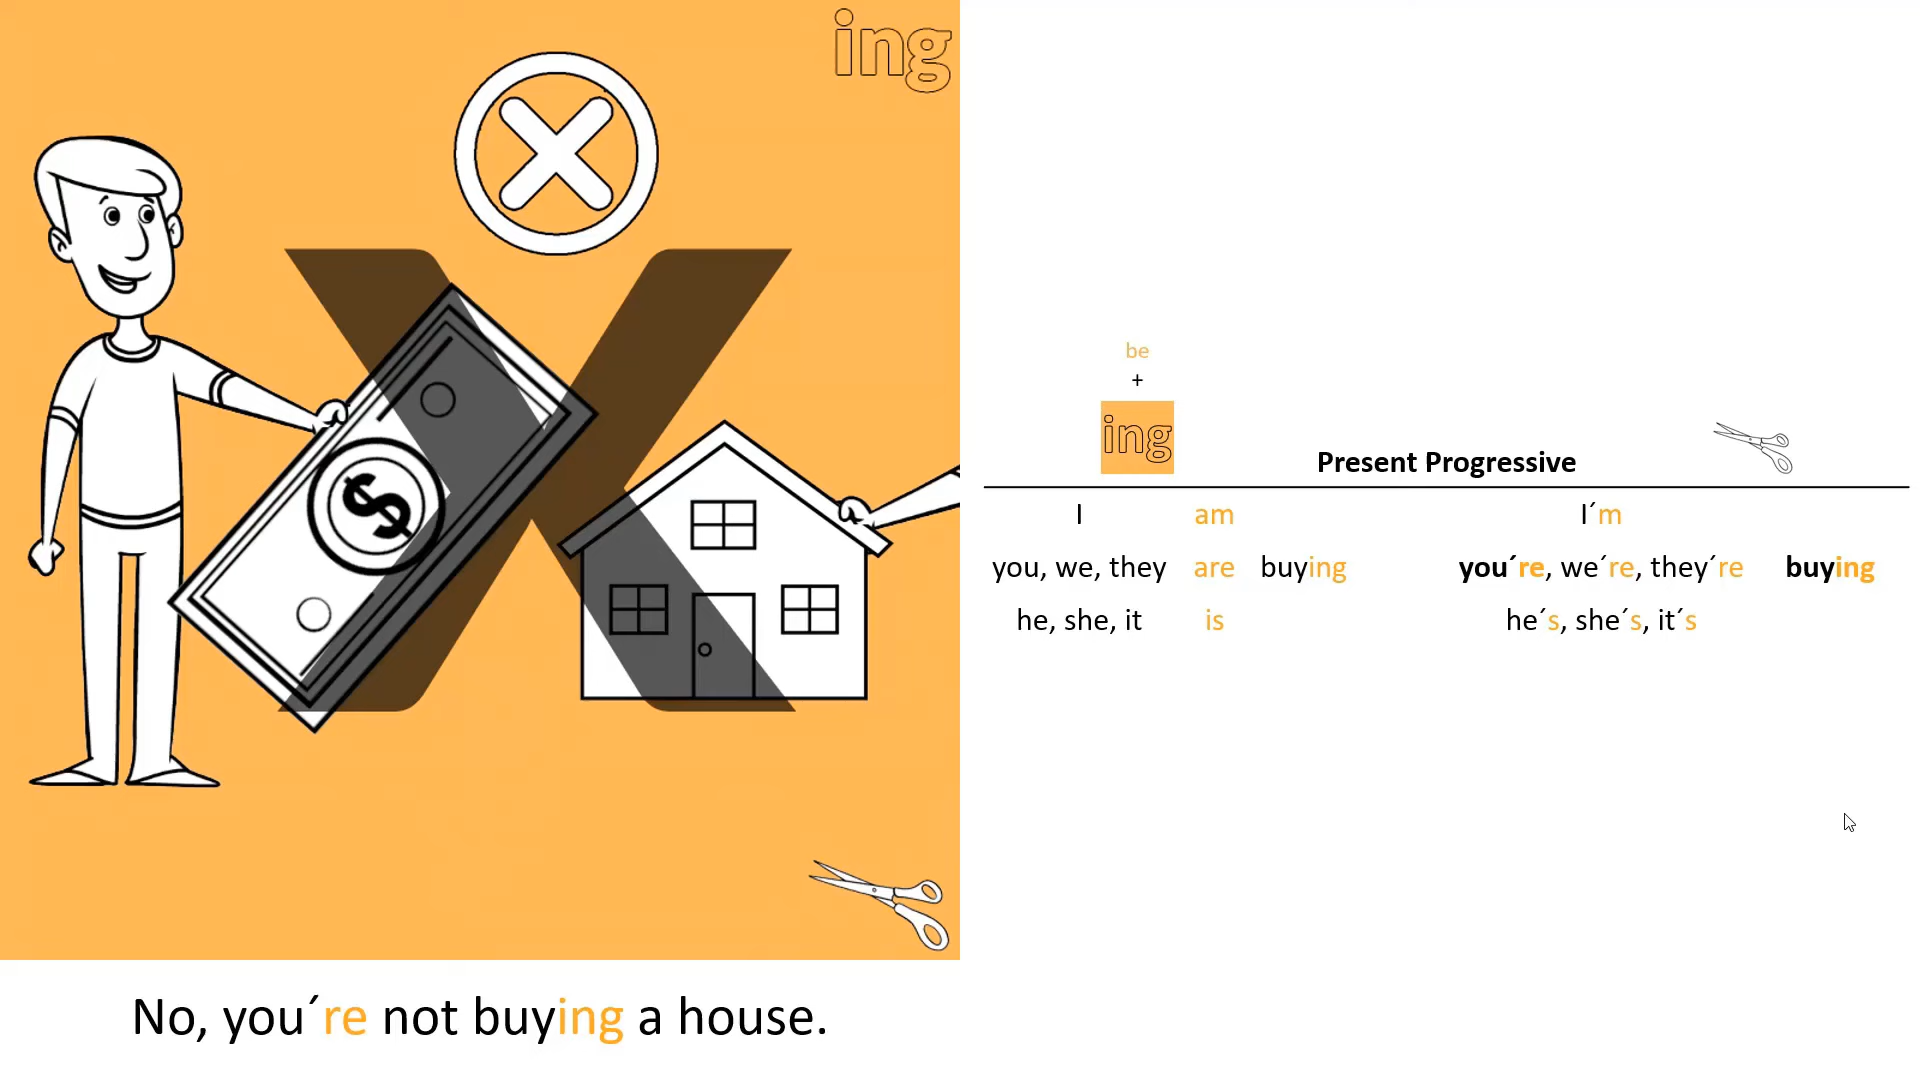 ing
$
No, you´re not buying a house.
be
+
ing
Present Progressive
I am I´m
you, we, they are buying you´re, we´re, they´re buying
he, she, it is he´s, she´s, it´s